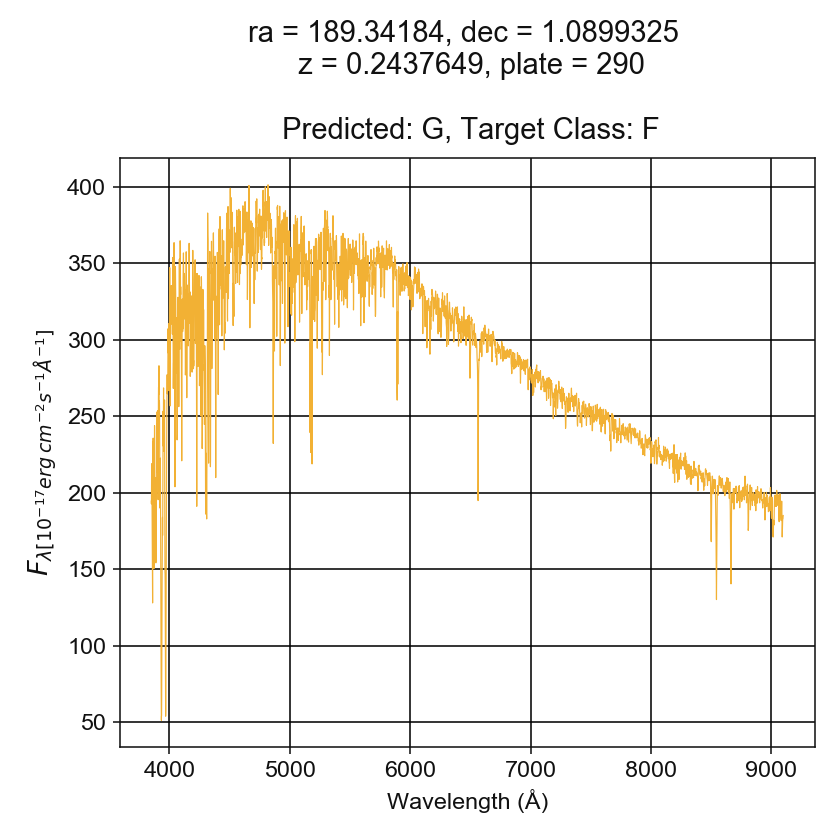 ra = 189.34184, dec = 1.0899325
z = 0.2437649, plate = 290
Predicted: G, Target Class: F
400
350
300
250
200
150
100
50
F_{λ[10^{-17} erg cm^{-2} s^{-1} Å^{-1}]}
4000 5000 6000 7000 8000 9000
Wavelength (Å)